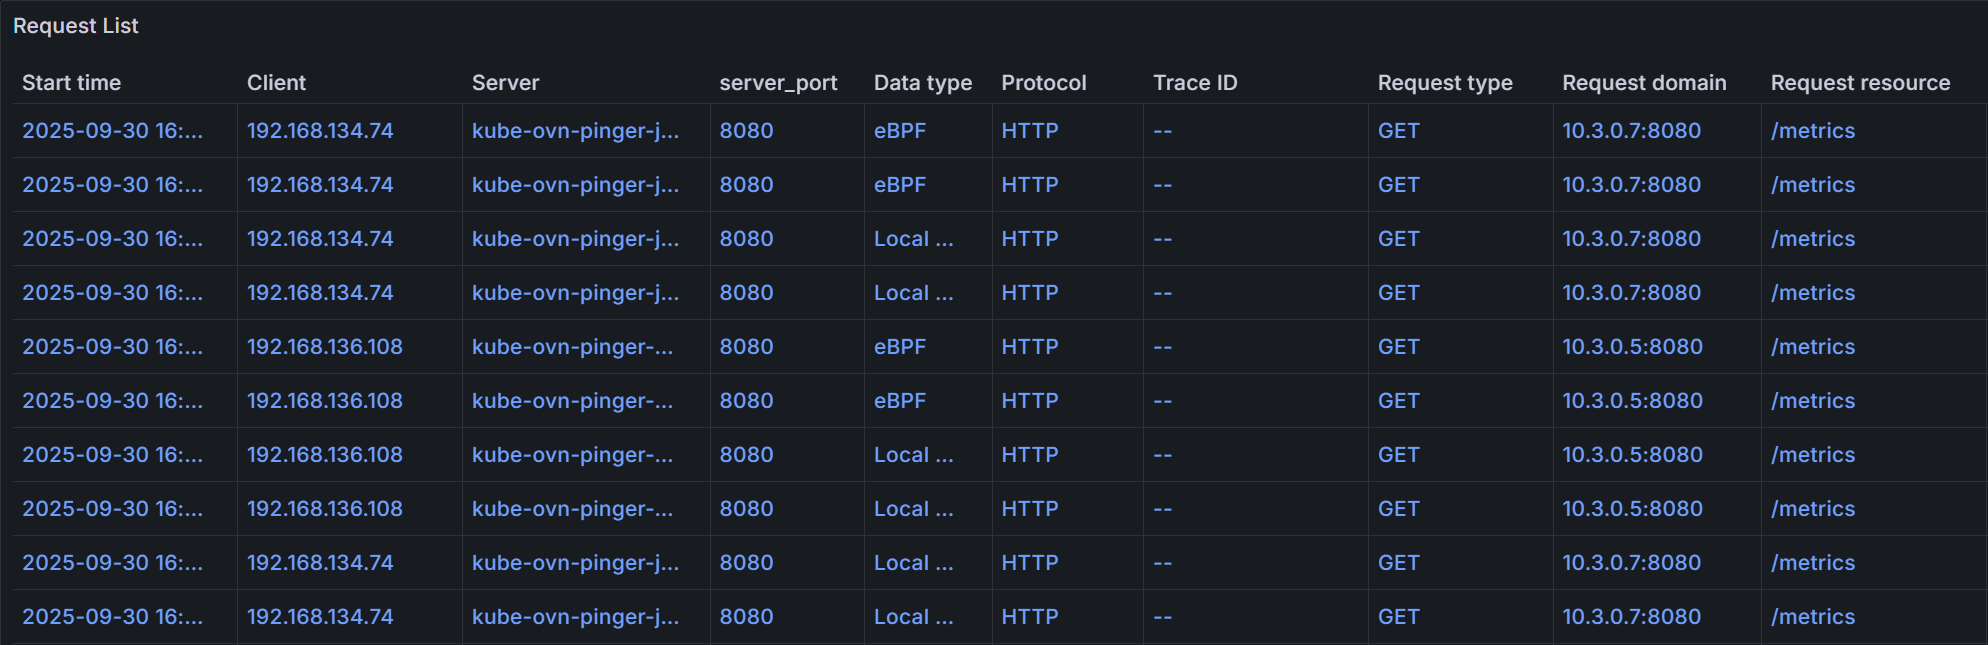 Request List
Start time Client Server server_port Data type Protocol Trace ID Request type Request domain Request resource
2025-09-30 16:... 192.168.134.74 kube-ovn-pinger-j... 8080 eBPF HTTP -- GET 10.3.0.7:8080 /metrics
2025-09-30 16:... 192.168.134.74 kube-ovn-pinger-j... 8080 eBPF HTTP -- GET 10.3.0.7:8080 /metrics
2025-09-30 16:... 192.168.134.74 kube-ovn-pinger-j... 8080 Local ... HTTP -- GET 10.3.0.7:8080 /metrics
2025-09-30 16:... 192.168.134.74 kube-ovn-pinger-j... 8080 Local ... HTTP -- GET 10.3.0.7:8080 /metrics
2025-09-30 16:... 192.168.136.108 kube-ovn-pinger-... 8080 eBPF HTTP -- GET 10.3.0.5:8080 /metrics
2025-09-30 16:... 192.168.136.108 kube-ovn-pinger-... 8080 eBPF HTTP -- GET 10.3.0.5:8080 /metrics
2025-09-30 16:... 192.168.136.108 kube-ovn-pinger-... 8080 Local ... HTTP -- GET 10.3.0.5:8080 /metrics
2025-09-30 16:... 192.168.136.108 kube-ovn-pinger-... 8080 Local ... HTTP -- GET 10.3.0.5:8080 /metrics
2025-09-30 16:... 192.168.134.74 kube-ovn-pinger-j... 8080 Local ... HTTP -- GET 10.3.0.7:8080 /metrics
2025-09-30 16:... 192.168.134.74 kube-ovn-pinger-j... 8080 Local ... HTTP -- GET 10.3.0.7:8080 /metrics